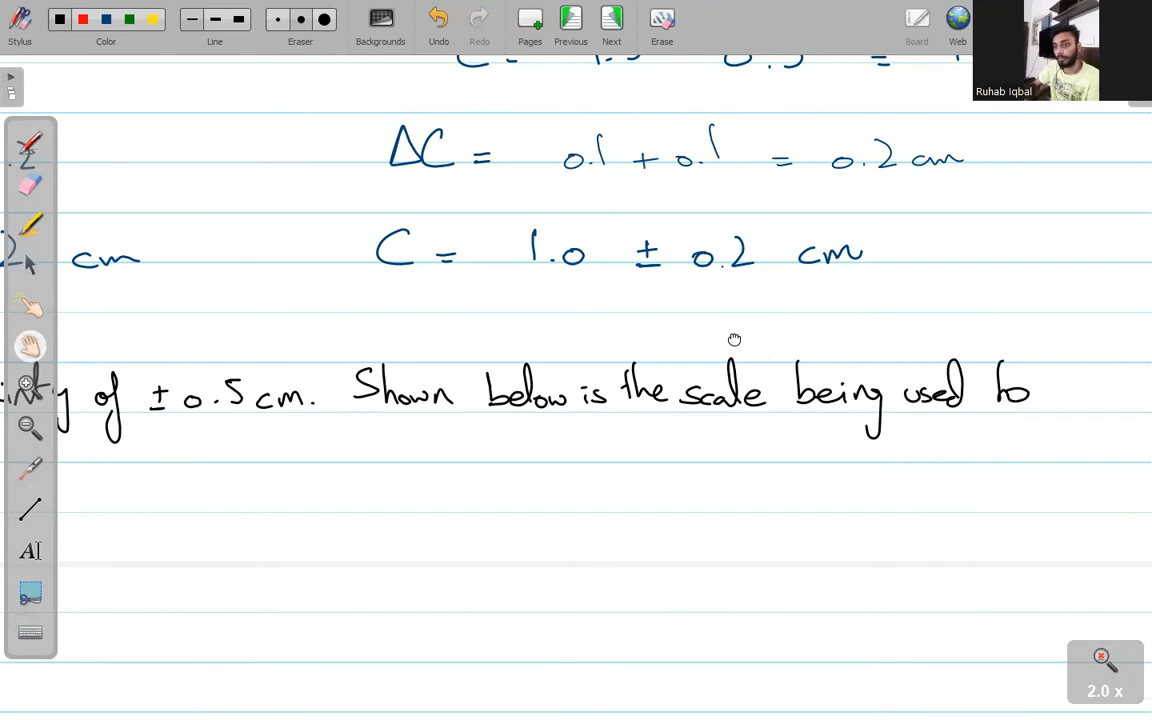 Stylus Color Line Eraser Backgrounds Undo Redo Pages Previous Next Erase Board Web
Ruhab Iqbal
ΔC = 0.1 + 0.1 = 0.2 cm
cm C = 1.0 ± 0.2 cm
of ± 0.5 cm. Shown below is the scale being used to
2.0 x